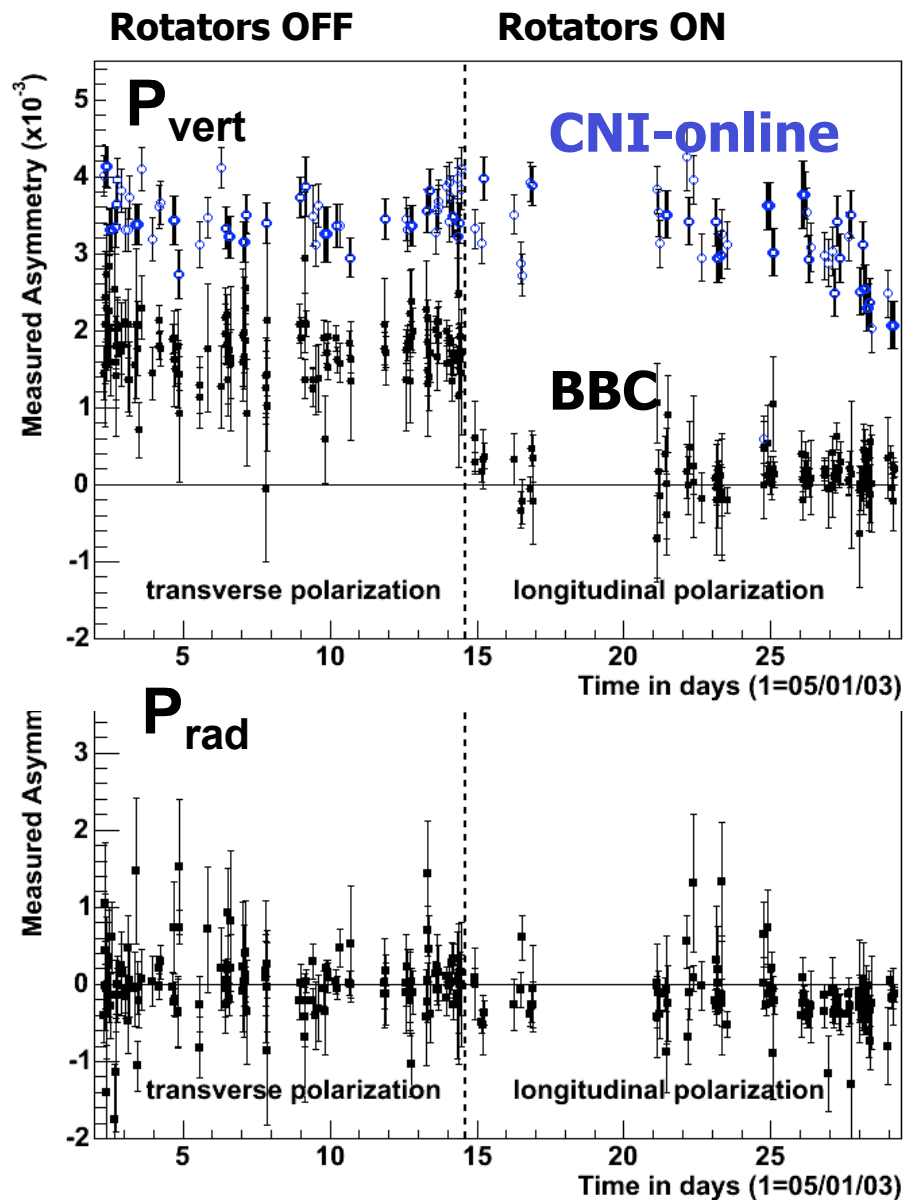 Rotators OFF Rotators ON
Measured Asymmetry (x10-3)
5
4
3
2
1
0
-1
-2
Pvert
CNI-online
BBC
transverse polarization longitudinal polarization
5 10 15 20 25
Time in days (1=05/01/03)
Measured Asymm
3
2
1
0
-1
-2
Prad
transverse polarization longitudinal polarization
5 10 15 20 25
Time in days (1=05/01/03)